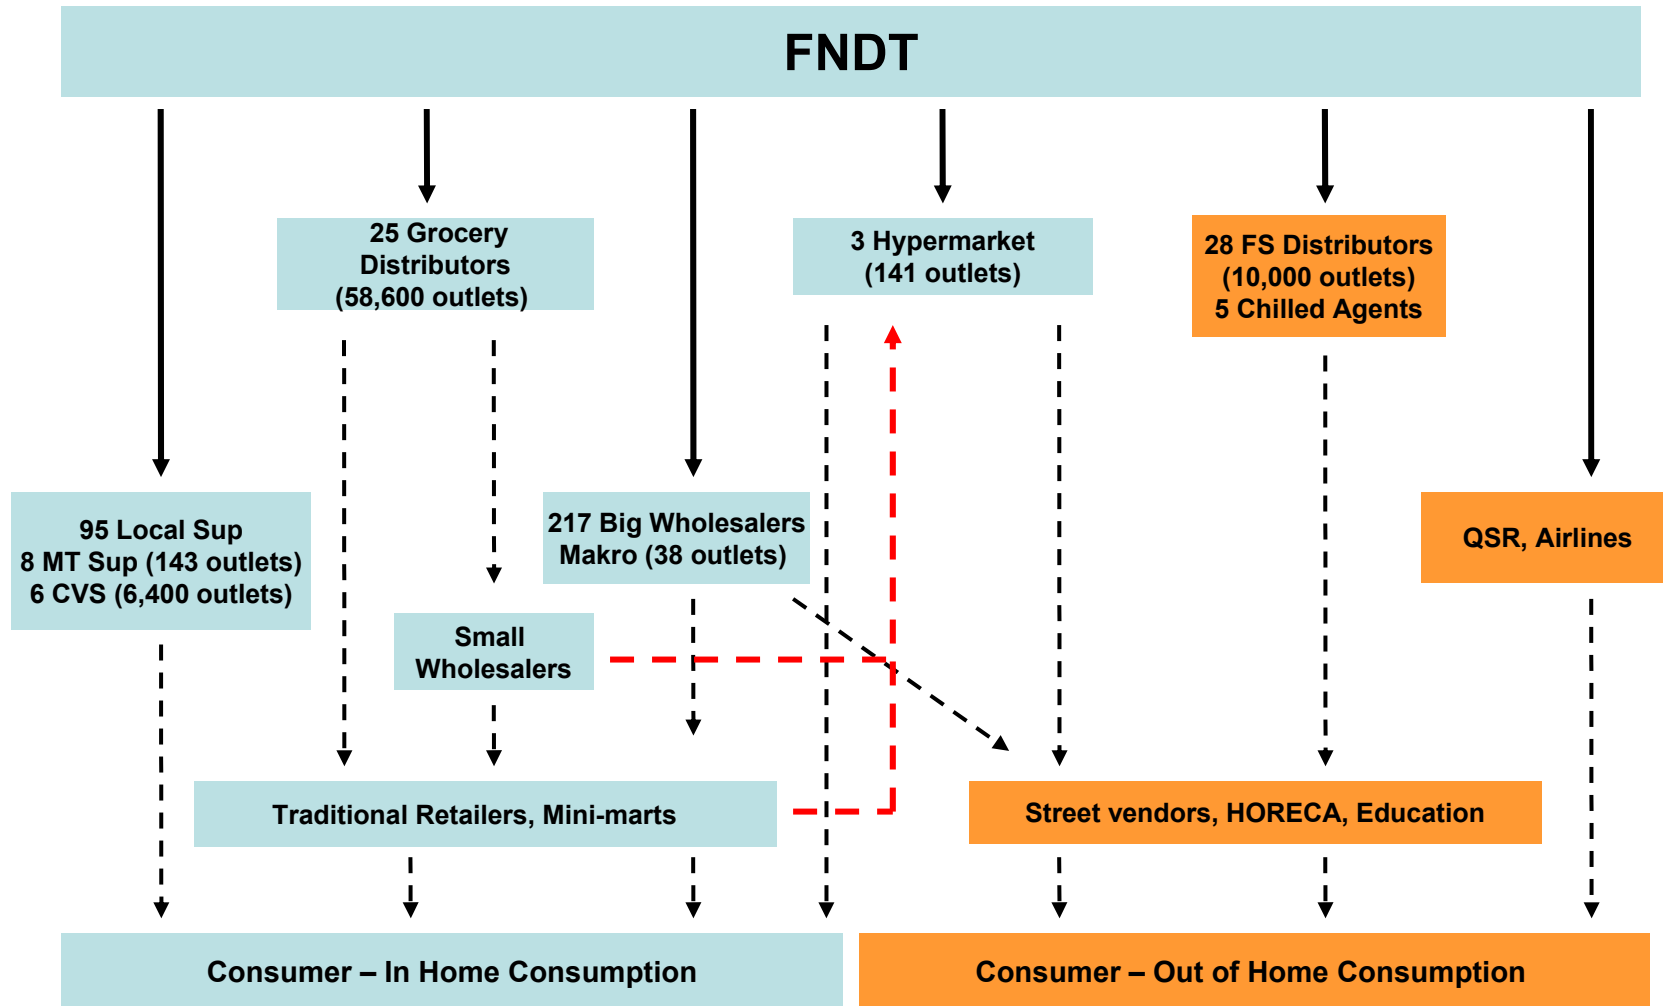 FNDT
25 Grocery
Distributors
(58,600 outlets)
3 Hypermarket
(141 outlets)
28 FS Distributors
(10,000 outlets)
5 Chilled Agents
95 Local Sup
8 MT Sup (143 outlets)
6 CVS (6,400 outlets)
217 Big Wholesalers
Makro (38 outlets)
QSR, Airlines
Small
Wholesalers
Traditional Retailers, Mini-marts
Street vendors, HORECA, Education
Consumer – In Home Consumption
Consumer – Out of Home Consumption